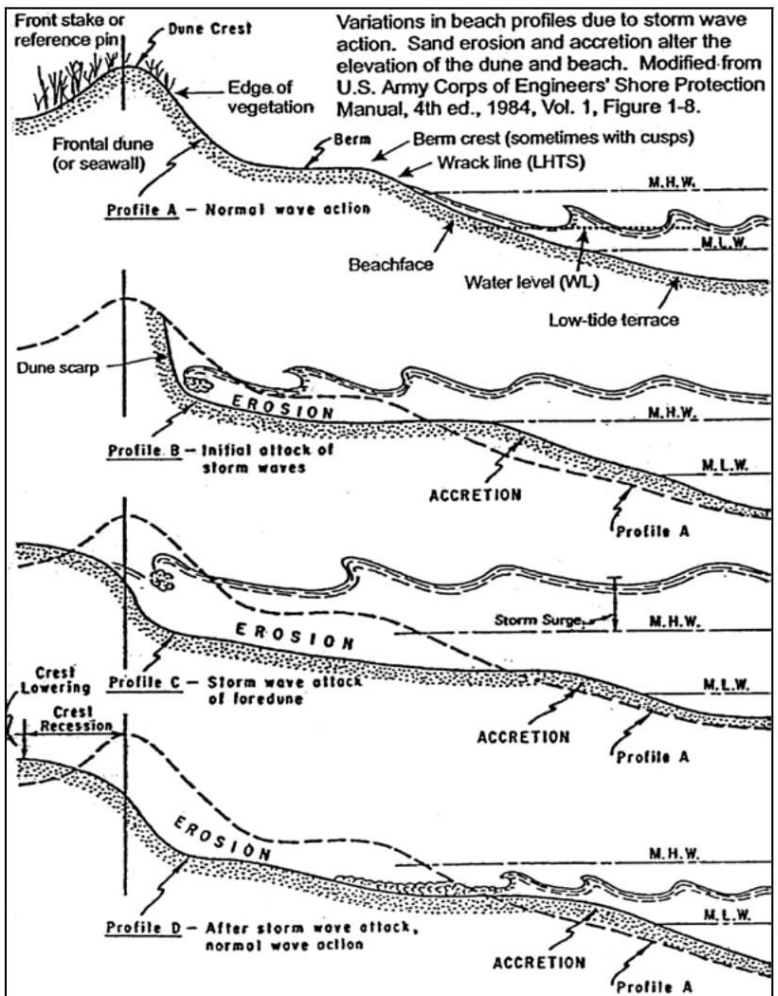 Front stake or
reference pin
Dune Crest
Variations in beach profiles due to storm wave
action. Sand erosion and accretion alter the
elevation of the dune and beach. Modified from
U.S. Army Corps of Engineers' Shore Protection
Manual, 4th ed., 1984, Vol. 1, Figure 1-8.
Edge of
vegetation
Frontal dune
(or seawall)
Berm
Berm crest (sometimes with cusps)
Wrack line (LHTS)
M.H.W.
Profile A – Normal wave action
M.L.W.
Beachface
Water level (WL)
Low-tide terrace
Dune scarp
EROSION
M.H.W.
Profile B – Initial attack of
storm waves
M.L.W.
ACCRETION
Profile A
EROSION
Storm Surge
M.H.W.
Crest
Lowering
Profile C – Storm wave attack
of foredune
M.L.W.
Crest
Recession
ACCRETION
Profile A
EROSION
M.H.W.
Profile D – After storm wave attack,
normal wave action
M.L.W.
ACCRETION
Profile A